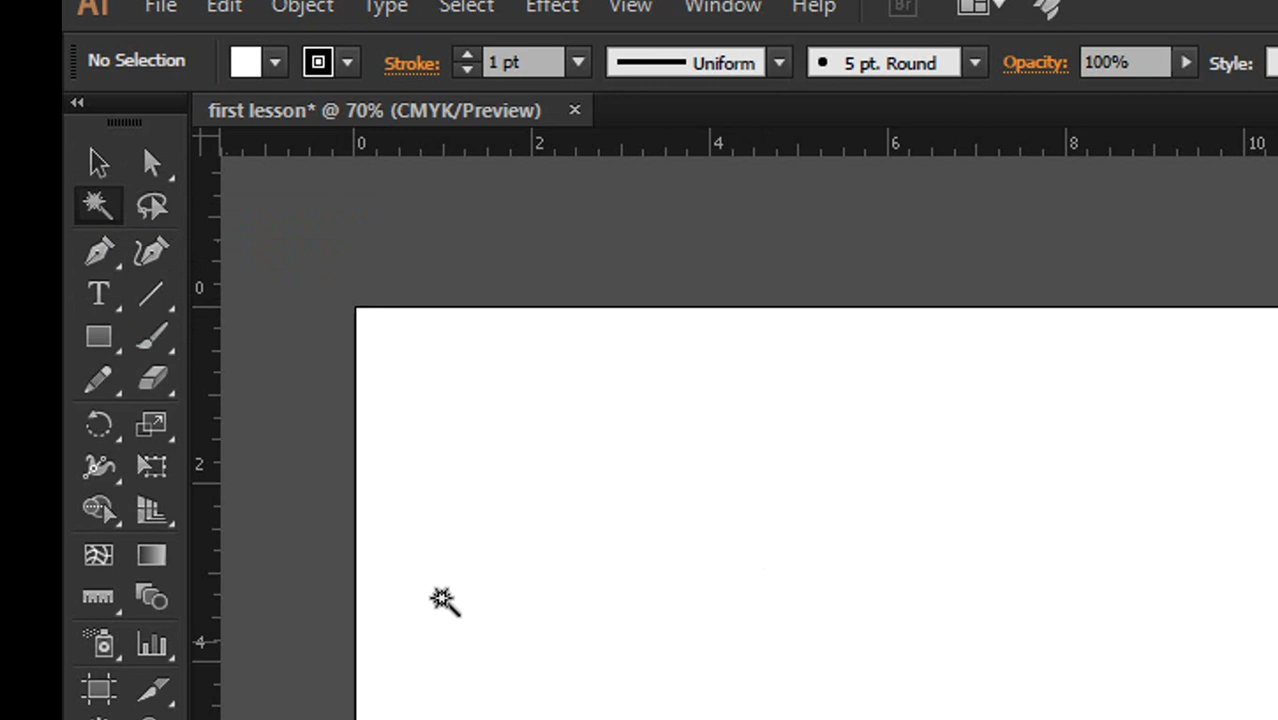 Ai File Edit Object Type Select Effect View Window Help Br
No Selection Stroke: 1 pt Uniform 5 pt. Round Opacity: 100% Style:
first lesson* @ 70% (CMYK/Preview) ×
0 2 4 6 8 10
T
0
2
4